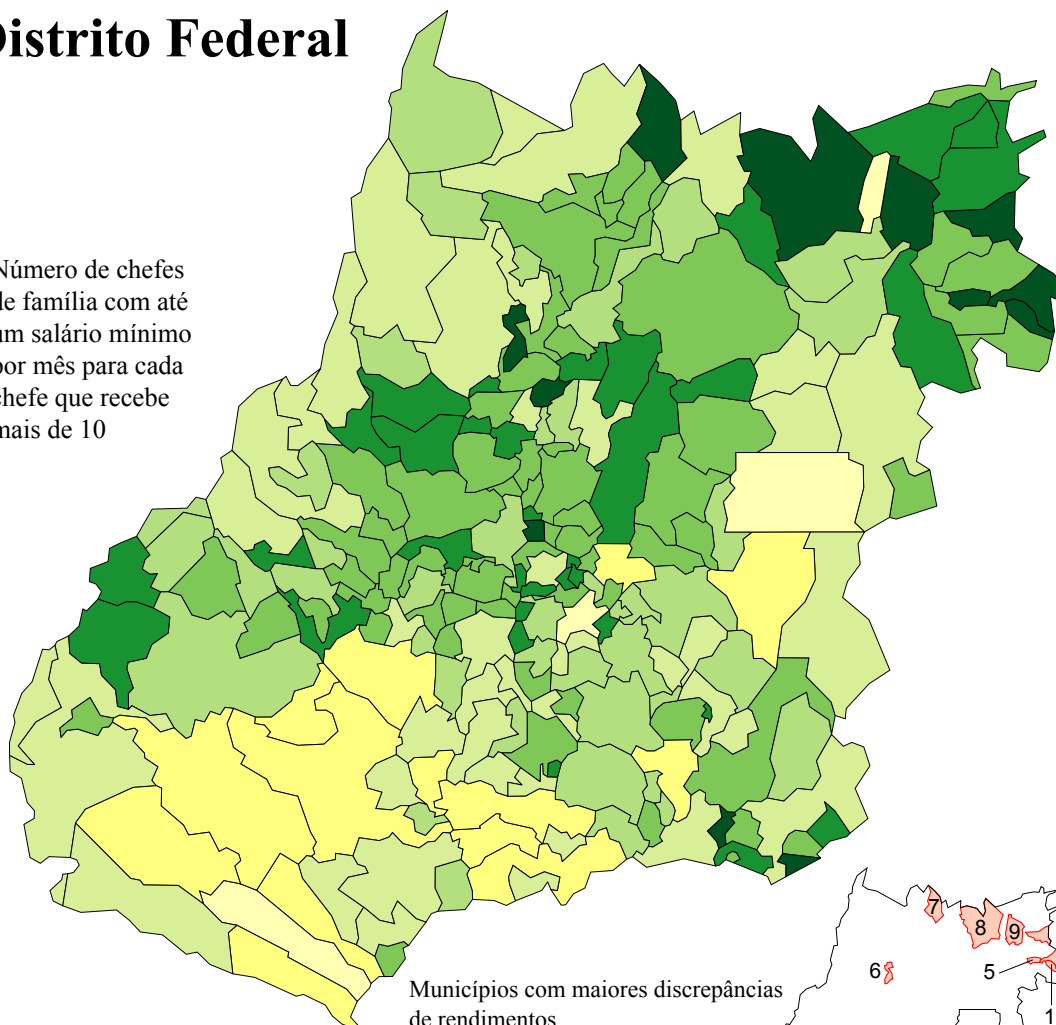 Distrito Federal
Número de chefes
de família com até
um salário mínimo
por mês para cada
chefe que recebe
mais de 10
7
8
9
6
5
1
Municípios com maiores discrepâncias
de rendimentos